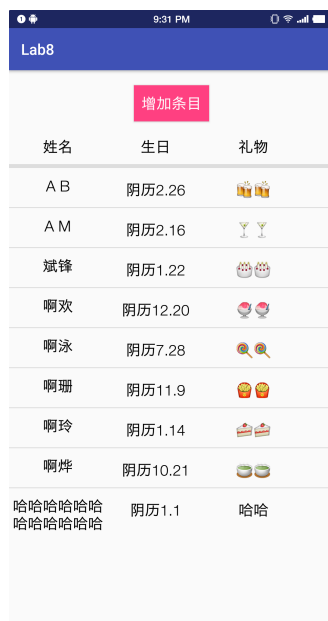 9:31 PM
Lab8
增加条目
姓名 生日 礼物
A B 阴历2.26 🍻🍻
A M 阴历2.16 🍸🍸
斌锋 阴历1.22 🎂🎂
啊欢 阴历12.20 🍧🍧
啊泳 阴历7.28 🍭🍭
啊珊 阴历11.9 🍟🍟
啊玲 阴历1.14 🍰🍰
啊烨 阴历10.21 🍵🍵
哈哈哈哈哈哈 阴历1.1 哈哈
哈哈哈哈哈哈